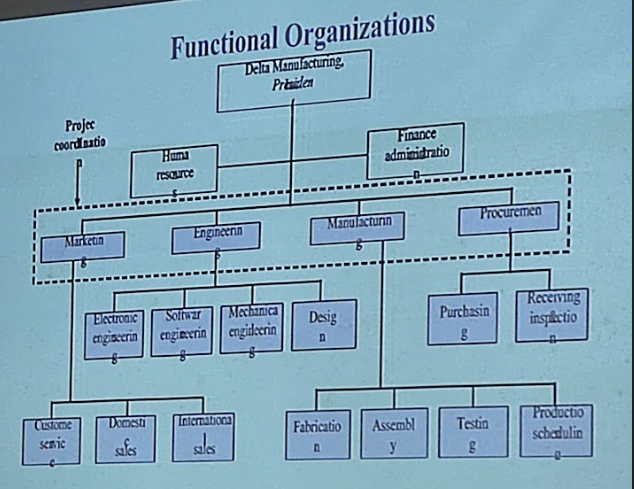 Functional Organizations
Delta Manufacturing,
Projec
coordinatio
n
Huma
resource
s
Finance
administratio
n
Marketin
g
Engineerin
g
Manufacturin
g
Procuremen
Electronic
engineerin
g
Softwar
engineerin
g
Mechanica
engineerin
g
Desig
n
Purchasin
g
Receiving
inspectio
n
Custome
servic
e
Domesti
c
sales
Internationa
l
sales
Fabricatio
n
Assembl
y
Testin
g
Productio
schedulin
g